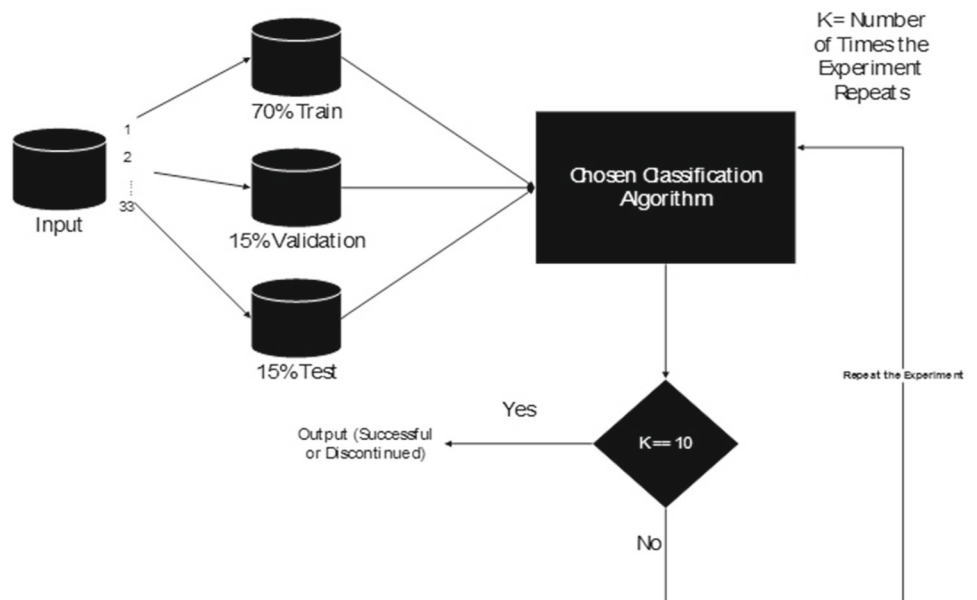 K= Number
of Times the
Experiment
Repeats
70% Train
1
2
33
Input
15% Validation
15% Test
Chosen Classification
Algorithm
Repeat the Experiment
Yes
Output (Successful
or Discontinued)
K== 10
No